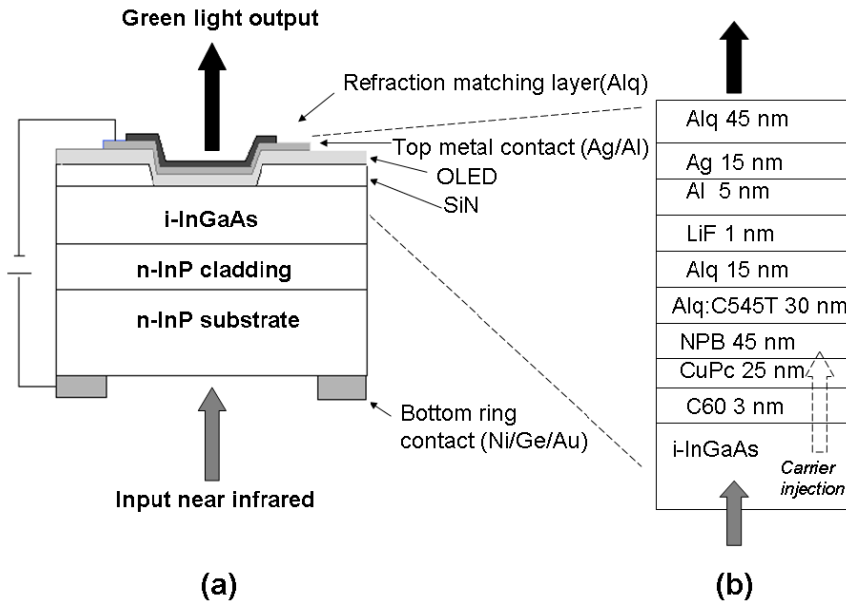 Green light output
Refraction matching layer(Alq)
Top metal contact (Ag/Al)
OLED
SiN
i-InGaAs
n-InP cladding
n-InP substrate
Bottom ring
contact (Ni/Ge/Au)
Input near infrared
(a)
Alq 45 nm
Ag 15 nm
Al 5 nm
LiF 1 nm
Alq 15 nm
Alq:C545T 30 nm
NPB 45 nm
CuPc 25 nm
C60 3 nm
i-InGaAs
Carrier
injection
(b)